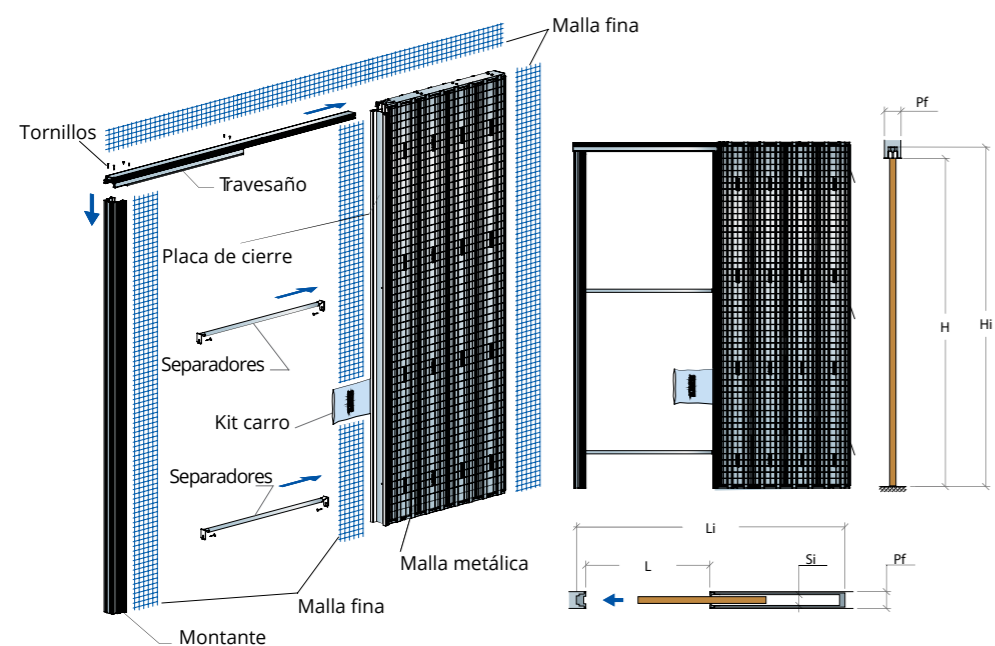 Malla fina
Tornillos
Travesaño
Placa de cierre
Separadores
Kit carro
Separadores
Malla metálica
Malla fina
Montante
Pf
H
Hi
Li
Si
Pf
L